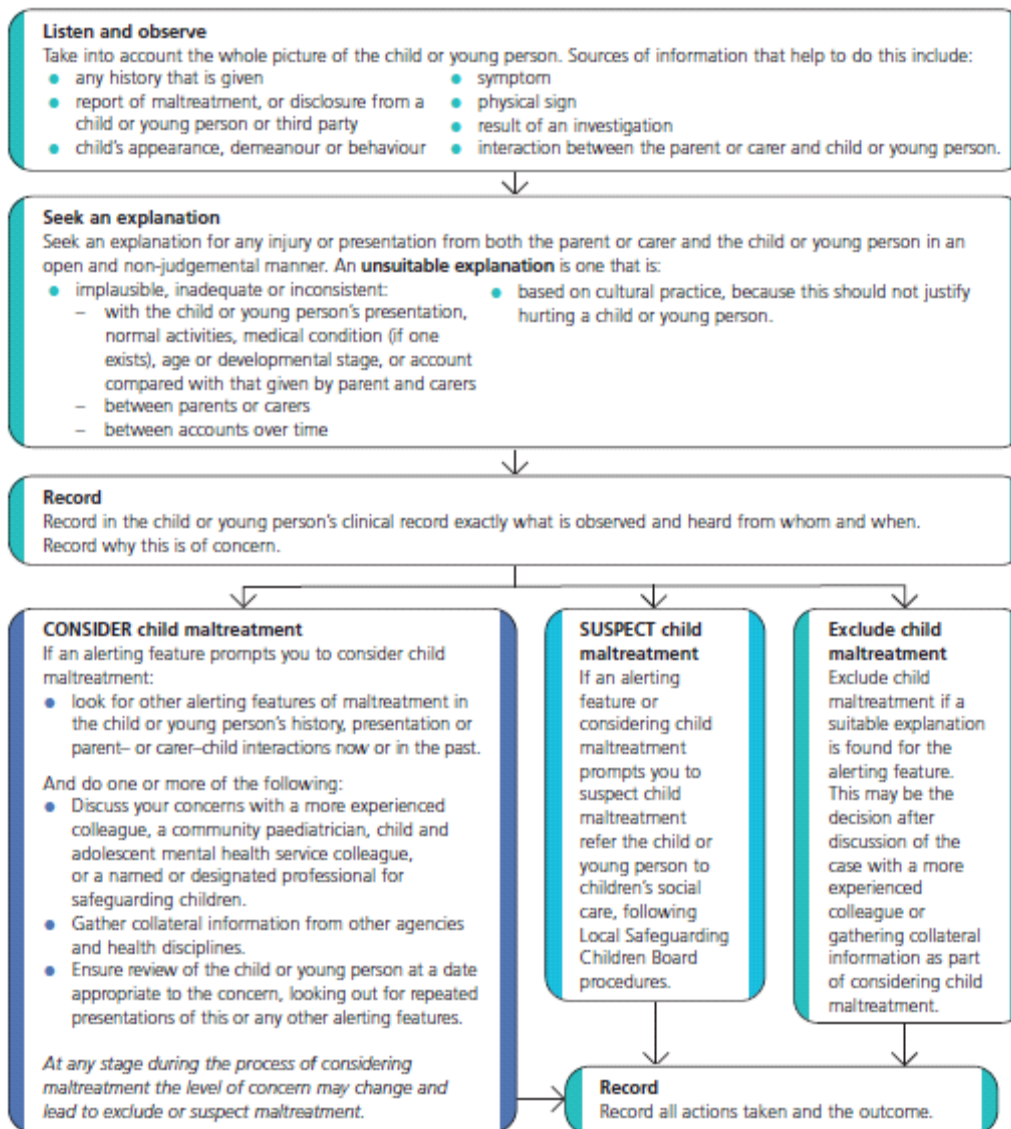 Listen and observe
Take into account the whole picture of the child or young person. Sources of information that help to do this include:
• any history that is given
• report of maltreatment, or disclosure from a
child or young person or third party
• child's appearance, demeanour or behaviour
• symptom
• physical sign
• result of an investigation
• interaction between the parent or carer and child or young person.
Seek an explanation
Seek an explanation for any injury or presentation from both the parent or carer and the child or young person in an
open and non-judgemental manner. An unsuitable explanation is one that is:
• implausible, inadequate or inconsistent:
– with the child or young person's presentation,
normal activities, medical condition (if one
exists), age or developmental stage, or account
compared with that given by parent and carers
– between parents or carers
– between accounts over time
• based on cultural practice, because this should not justify
hurting a child or young person.
Record
Record in the child or young person's clinical record exactly what is observed and heard from whom and when.
Record why this is of concern.
CONSIDER child maltreatment
If an alerting feature prompts you to consider child
maltreatment:
• look for other alerting features of maltreatment in
the child or young person's history, presentation or
parent– or carer–child interactions now or in the past.
And do one or more of the following:
• Discuss your concerns with a more experienced
colleague, a community paediatrician, child and
adolescent mental health service colleague,
or a named or designated professional for
safeguarding children.
• Gather collateral information from other agencies
and health disciplines.
• Ensure review of the child or young person at a date
appropriate to the concern, looking out for repeated
presentations of this or any other alerting features.
At any stage during the process of considering
maltreatment the level of concern may change and
lead to exclude or suspect maltreatment.
SUSPECT child
maltreatment
If an alerting
feature or
considering child
maltreatment
prompts you to
suspect child
maltreatment
refer the child or
young person to
children's social
care, following
Local Safeguarding
Children Board
procedures.
Exclude child
maltreatment
Exclude child
maltreatment if a
suitable explanation
is found for the
alerting feature.
This may be the
decision after
discussion of the
case with a more
experienced
colleague or
gathering collateral
information as part
of considering child
maltreatment.
Record
Record all actions taken and the outcome.